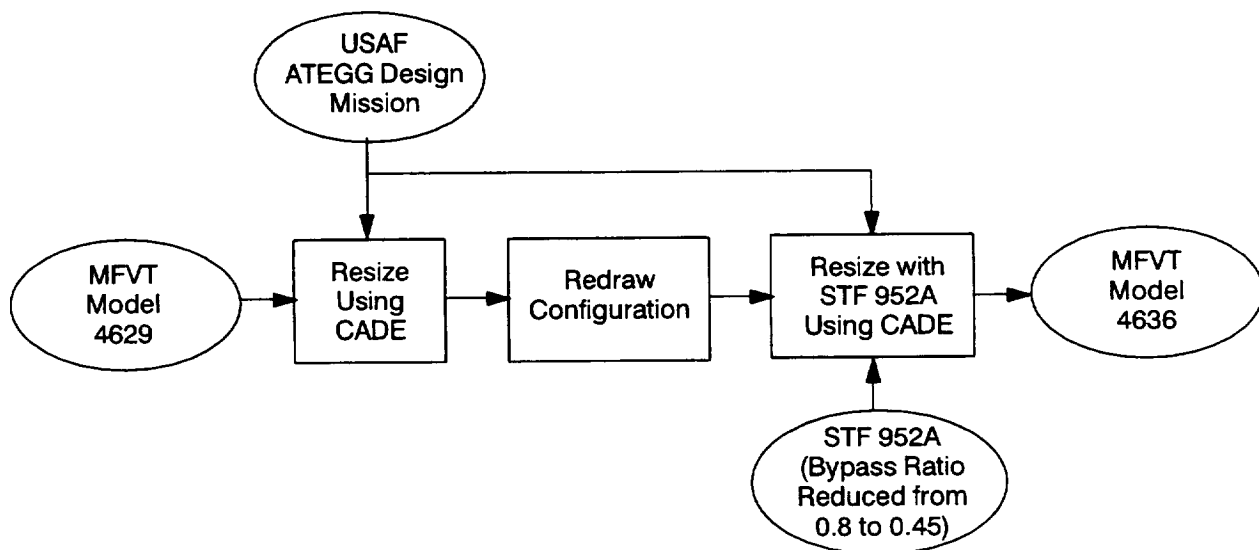 USAF
ATEGG Design
Mission
MFVT
Model
4629
Resize
Using
CADE
Redraw
Configuration
Resize with
STF 952A
Using CADE
MFVT
Model
4636
STF 952A
(Bypass Ratio
Reduced from
0.8 to 0.45)